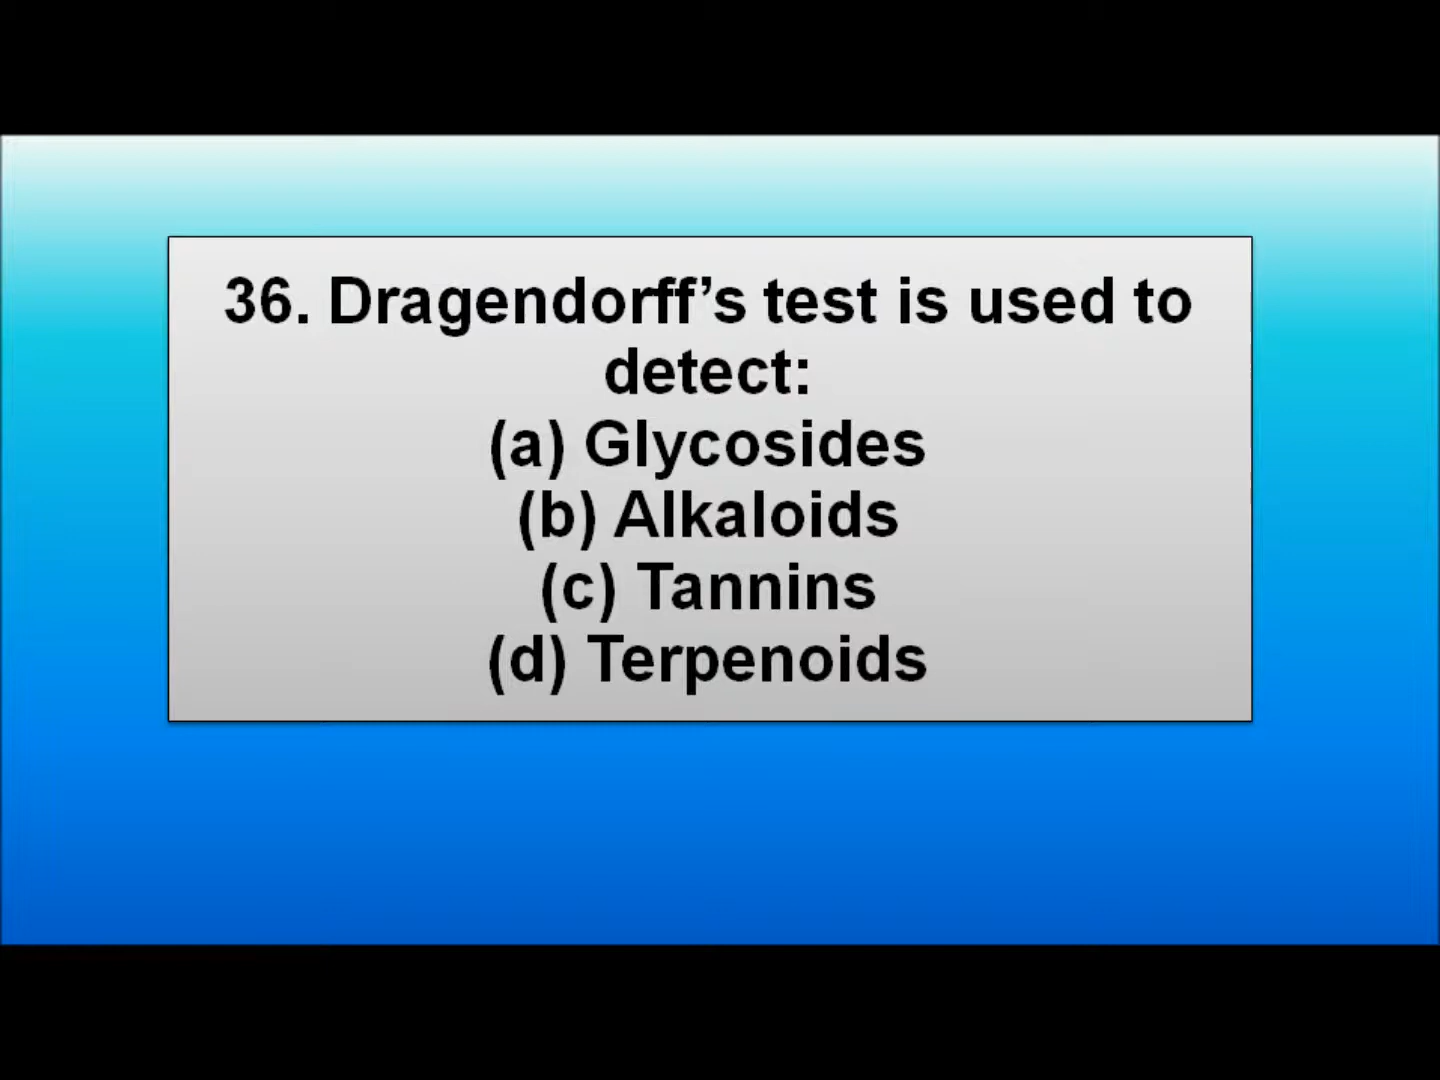 36. Dragendorff’s test is used to
detect:
(a) Glycosides
(b) Alkaloids
(c) Tannins
(d) Terpenoids